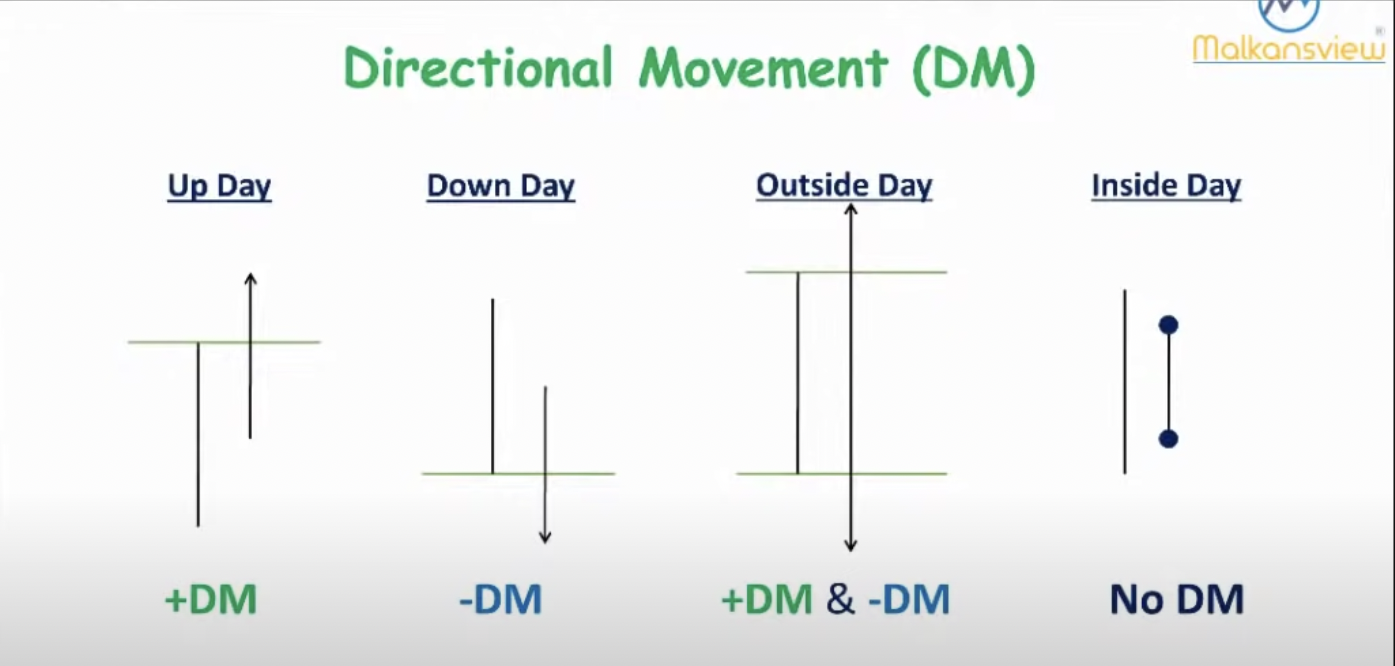 Malkansview®
Directional Movement (DM)
Up Day
Down Day
Outside Day
Inside Day
+DM
-DM
+DM & -DM
No DM